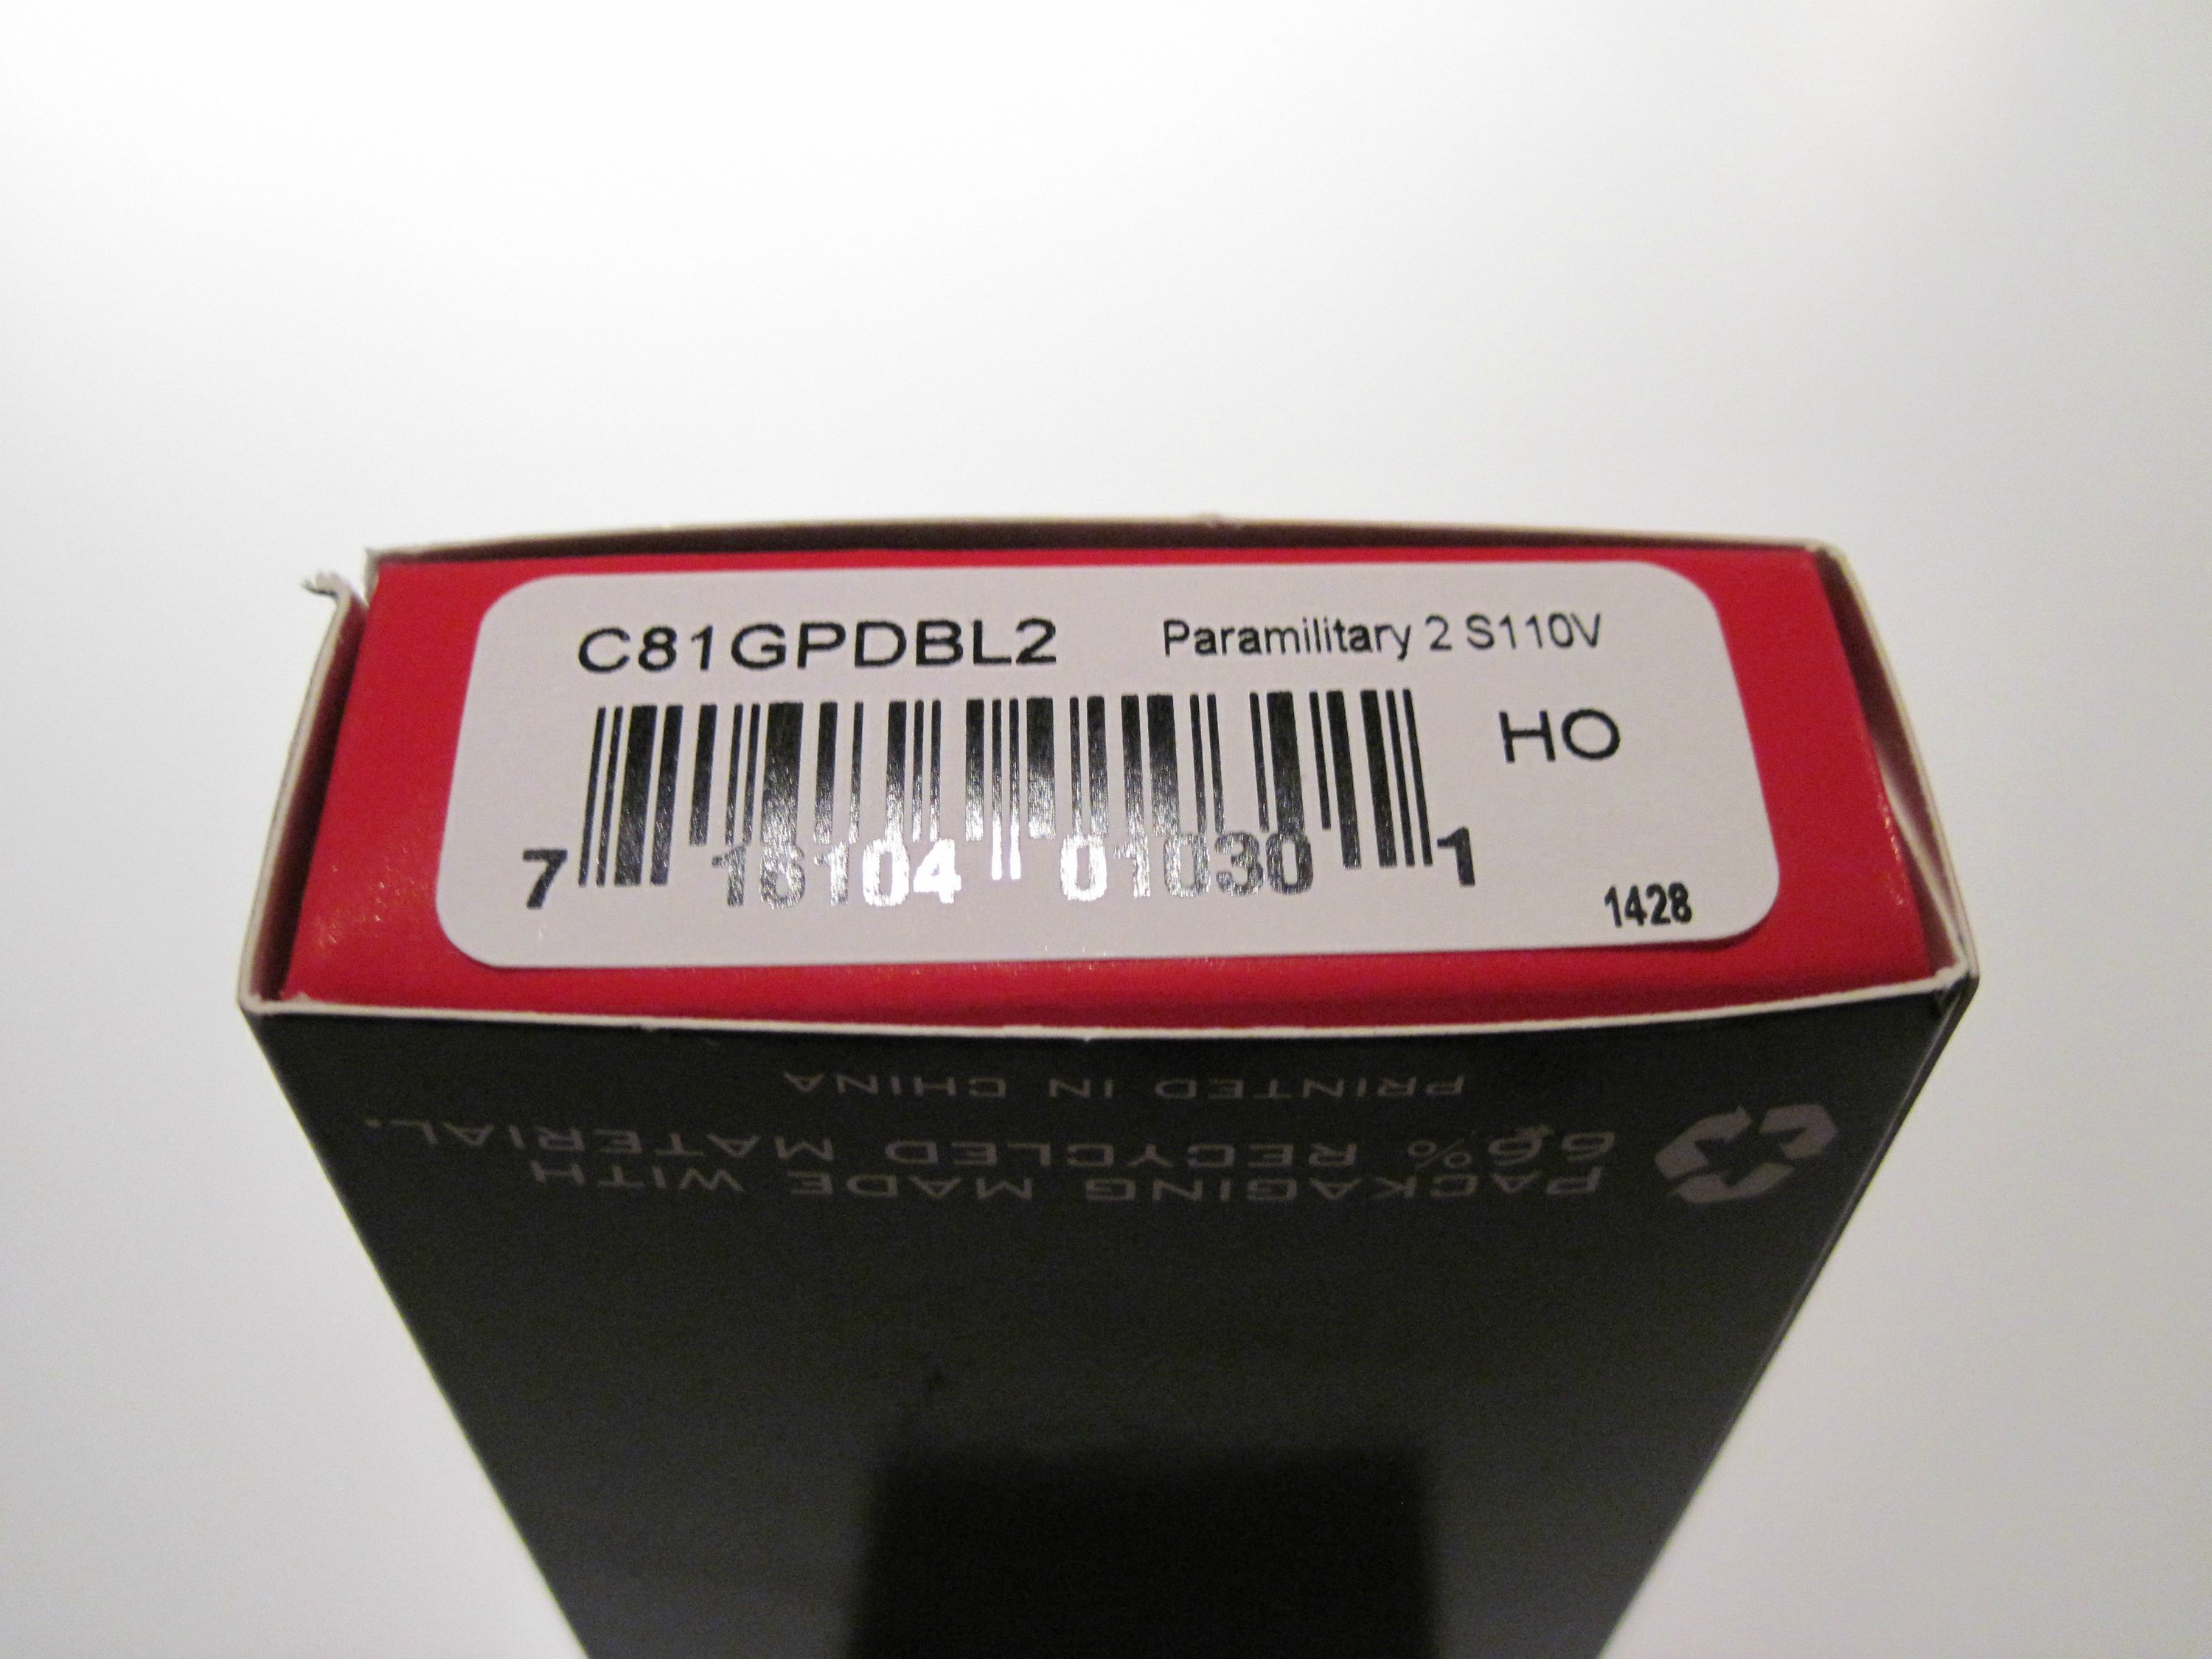 C81GPDBL2 Paramilitary 2 S110V
HO
7 16104 01030 1
1428
PACKAGING MADE WITH
66% RECYCLED MATERIAL.
PRINTED IN CHINA